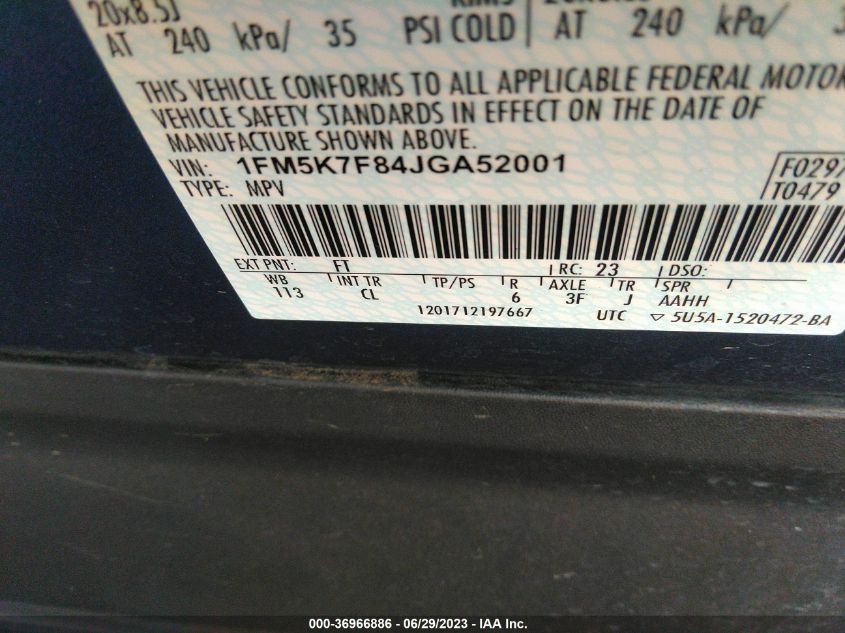 20x8.5J
AT 240 kPa/ 35 PSI COLD AT 240 kPa/
THIS VEHICLE CONFORMS TO ALL APPLICABLE FEDERAL MOTOR
VEHICLE SAFETY STANDARDS IN EFFECT ON THE DATE OF
MANUFACTURE SHOWN ABOVE.
VIN: 1FM5K7F84JGA52001 F0297
TYPE: MPV T0479
EXT PNT: FT RC: 23 DSO:
WB INT TR TP/PS R AXLE TR SPR
113 CL 6 3F J AAHH
1201712197667 UTC ▽ 5U5A-1520472-BA
000-36966886 - 06/29/2023 - IAA Inc.